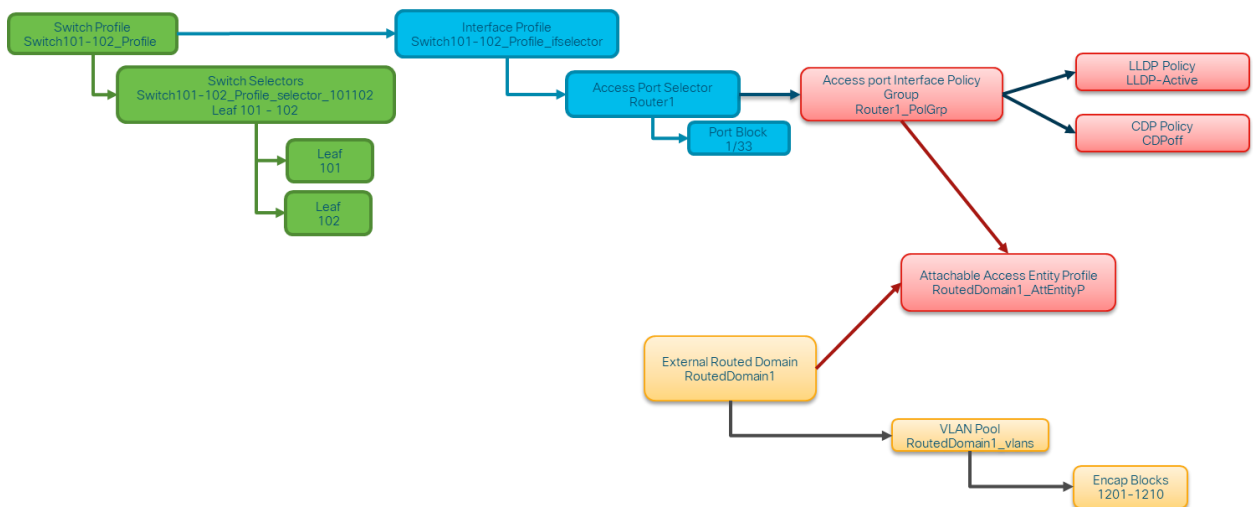 Switch Profile
Switch101-102_Profile
Interface Profile
Switch101-102_Profile_ifselector
Switch Selectors
Switch101-102_Profile_selector_101102
Leaf 101 - 102
Leaf
101
Leaf
102
Access Port Selector
Router1
Port Block
1/33
Access port Interface Policy
Group
Router1_PolGrp
LLDP Policy
LLDP-Active
CDP Policy
CDPoff
Attachable Access Entity Profile
RoutedDomain1_AttEntityP
External Routed Domain
RoutedDomain1
VLAN Pool
RoutedDomain1_vlans
Encap Blocks
1201-1210